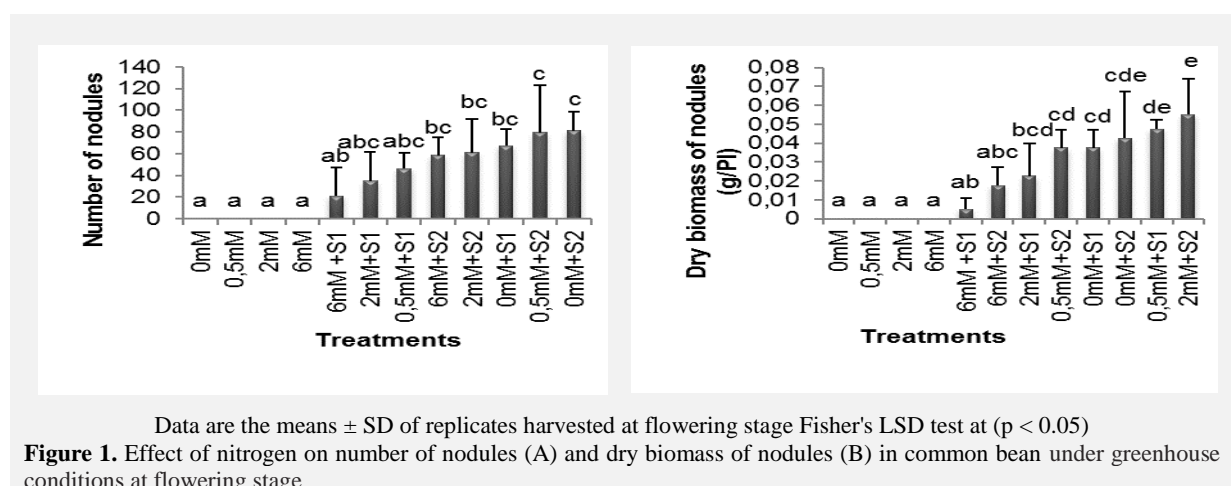 Number of nodules
140
120
100
80
60
40
20
0
a a a a ab abc abc bc bc bc c c
0mM
0,5mM
2mM
6mM
6mM +S1
2mM+S1
0,5mM+S1
6mM+S2
2mM+S2
0mM+S1
0,5mM+S2
0mM+S2
Treatments
Dry biomass of nodules
(g/Pl)
0,08
0,07
0,06
0,05
0,04
0,03
0,02
0,01
0
a a a a ab abc bcd cd cd cde de e
0mM
0,5mM
2mM
6mM
6mM +S1
6mM+S2
2mM+S1
0,5mM+S2
0mM+S1
0mM+S2
0,5mM+S1
2mM+S2
Treatments
Data are the means ± SD of replicates harvested at flowering stage Fisher's LSD test at (p < 0.05)
Figure 1. Effect of nitrogen on number of nodules (A) and dry biomass of nodules (B) in common bean under greenhouse
conditions at flowering stage